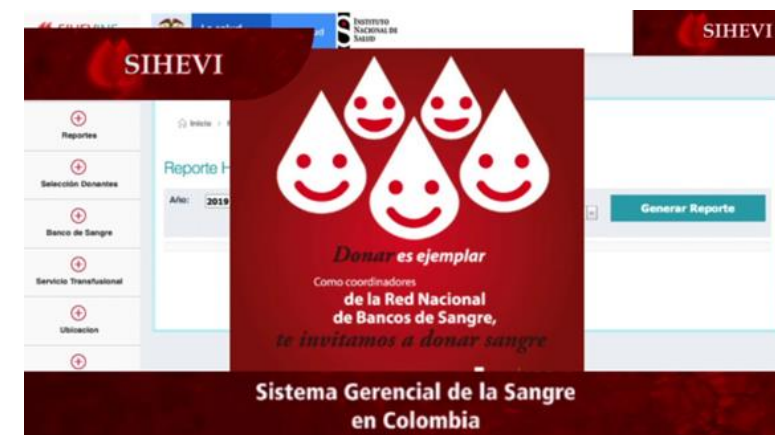 INSTITUTO
NACIONAL DE
SALUD
SIHEVI
SIHEVI
Reportes
Selección Donantes
Banco de Sangre
Servicio Transfusional
Ubicacion
Inicio
Reporte H
Año: 2019
Generar Reporte
Donar es ejemplar
Como coordinadores
de la Red Nacional
de Bancos de Sangre,
te invitamos a donar sangre
Sistema Gerencial de la Sangre
en Colombia